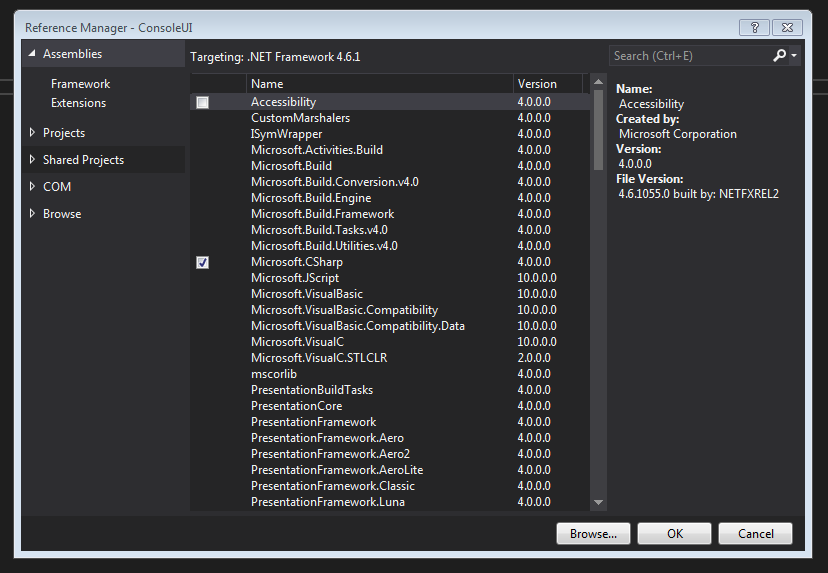 Reference Manager - ConsoleUI
?
Assemblies
Framework
Extensions
Projects
Shared Projects
COM
Browse
Targeting: .NET Framework 4.6.1
Search (Ctrl+E)
Name Version
Accessibility 4.0.0.0
CustomMarshalers 4.0.0.0
ISymWrapper 4.0.0.0
Microsoft.Activities.Build 4.0.0.0
Microsoft.Build 4.0.0.0
Microsoft.Build.Conversion.v4.0 4.0.0.0
Microsoft.Build.Engine 4.0.0.0
Microsoft.Build.Framework 4.0.0.0
Microsoft.Build.Tasks.v4.0 4.0.0.0
Microsoft.Build.Utilities.v4.0 4.0.0.0
Microsoft.CSharp 4.0.0.0
Microsoft.JScript 10.0.0.0
Microsoft.VisualBasic 10.0.0.0
Microsoft.VisualBasic.Compatibility 10.0.0.0
Microsoft.VisualBasic.Compatibility.Data 10.0.0.0
Microsoft.VisualC 10.0.0.0
Microsoft.VisualC.STLCLR 2.0.0.0
mscorlib 4.0.0.0
PresentationBuildTasks 4.0.0.0
PresentationCore 4.0.0.0
PresentationFramework 4.0.0.0
PresentationFramework.Aero 4.0.0.0
PresentationFramework.Aero2 4.0.0.0
PresentationFramework.AeroLite 4.0.0.0
PresentationFramework.Classic 4.0.0.0
PresentationFramework.Luna 4.0.0.0
Name:
Accessibility
Created by:
Microsoft Corporation
Version:
4.0.0.0
File Version:
4.6.1055.0 built by: NETFXREL2
Browse... OK Cancel